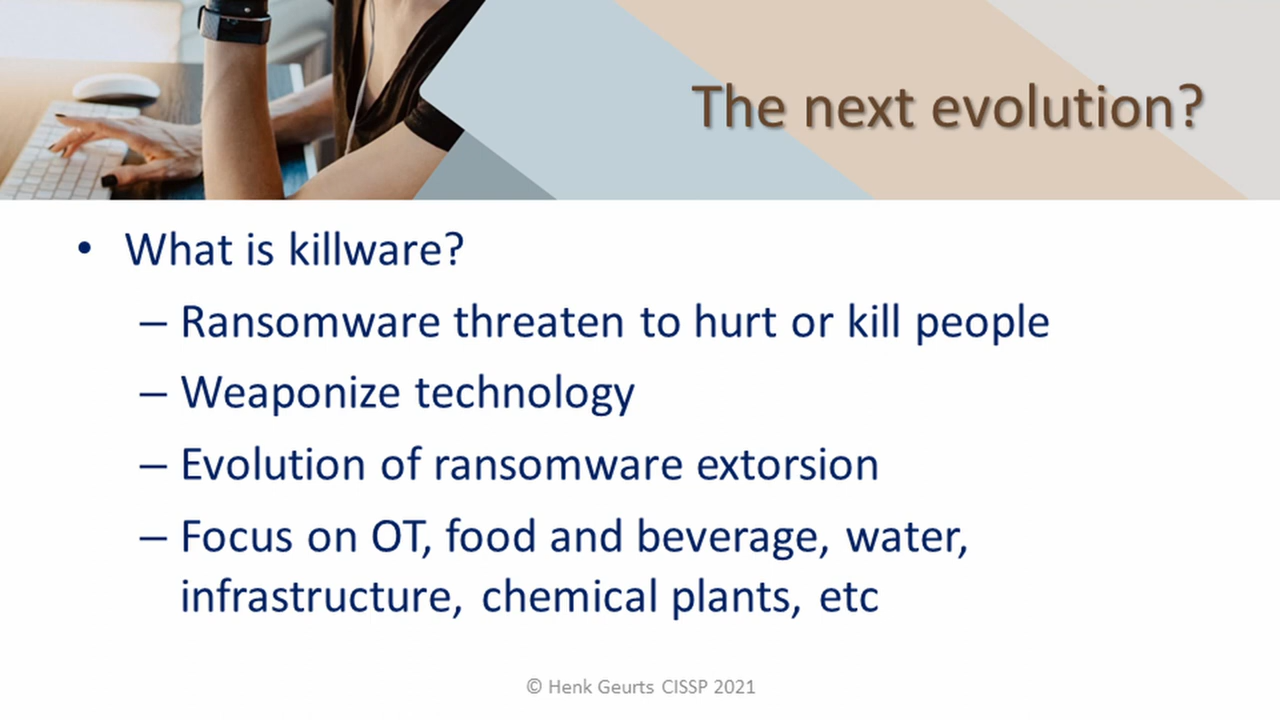 The next evolution?
• What is killware?
– Ransomware threaten to hurt or kill people
– Weaponize technology
– Evolution of ransomware extorsion
– Focus on OT, food and beverage, water,
infrastructure, chemical plants, etc
© Henk Geurts CISSP 2021